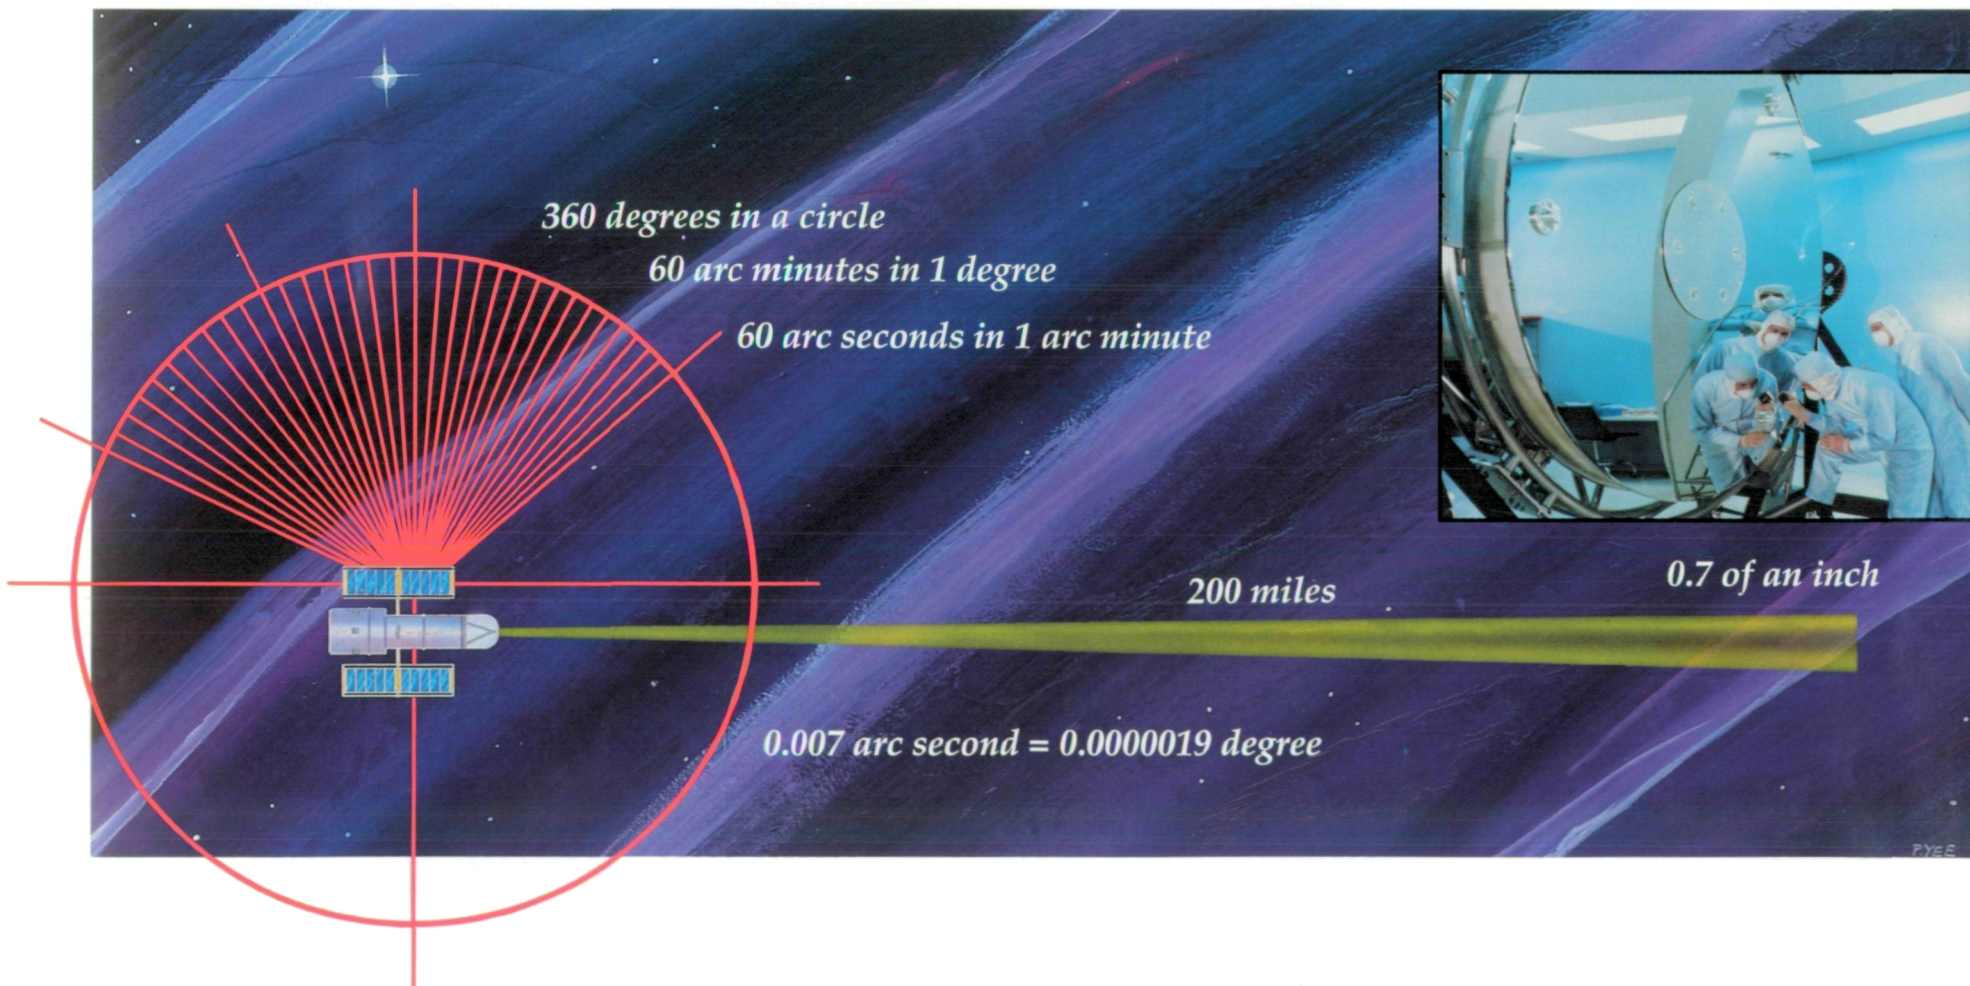 360 degrees in a circle
60 arc minutes in 1 degree
60 arc seconds in 1 arc minute
200 miles
0.7 of an inch
0.007 arc second = 0.0000019 degree
P.YEE